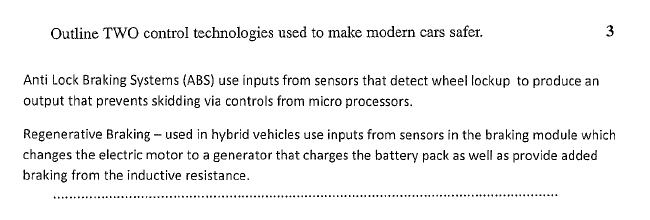 Outline TWO control technologies used to make modern cars safer. 3
Anti Lock Braking Systems (ABS) use inputs from sensors that detect wheel lockup to produce an
output that prevents skidding via controls from micro processors.
Regenerative Braking – used in hybrid vehicles use inputs from sensors in the braking module which
changes the electric motor to a generator that charges the battery pack as well as provide added
braking from the inductive resistance.